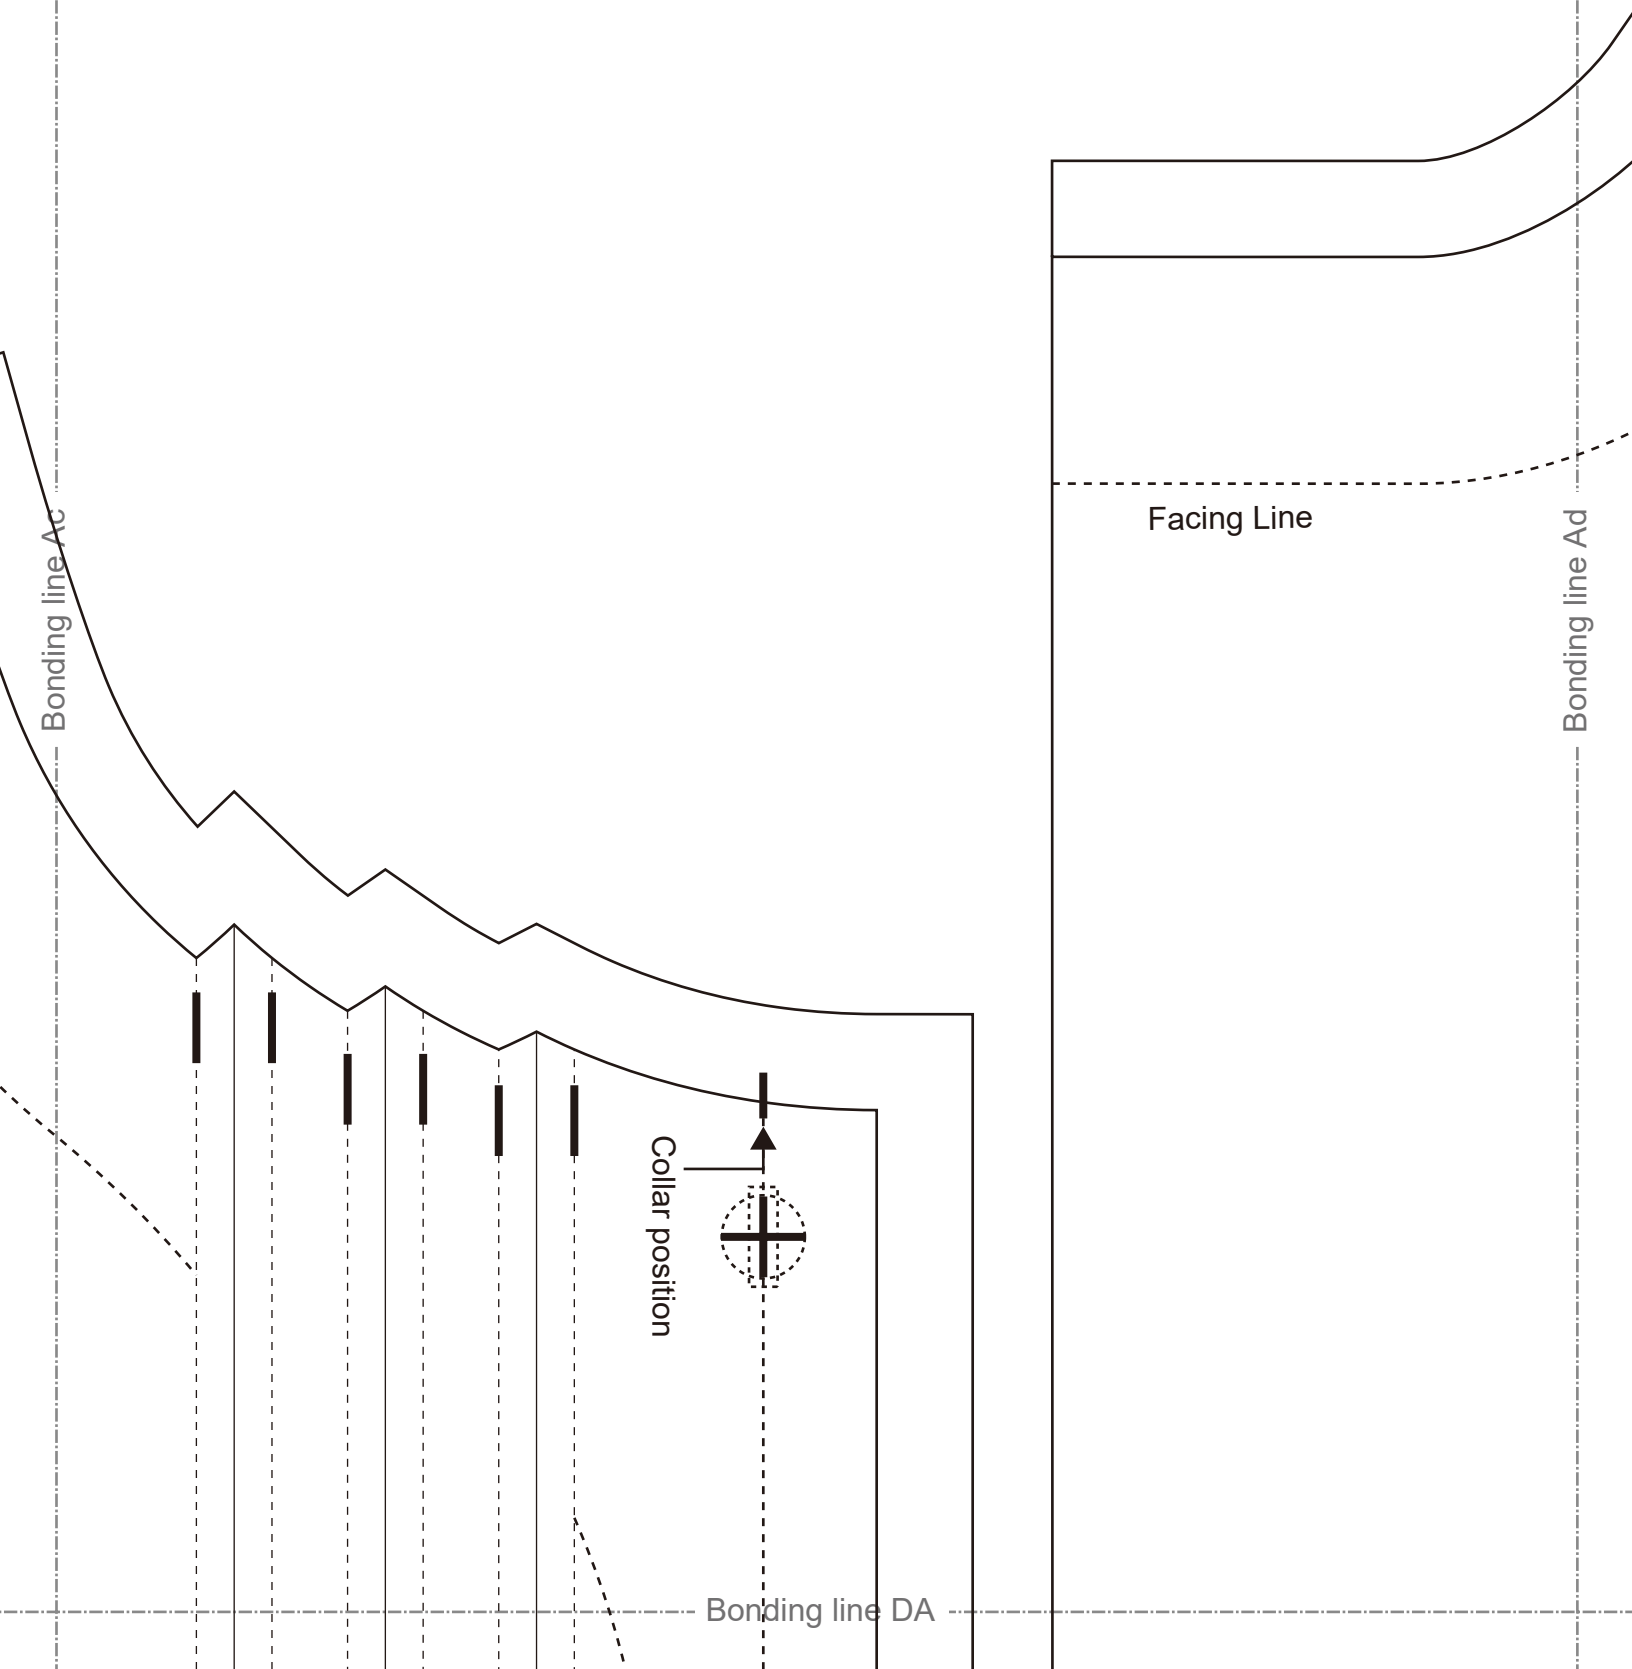 Facing Line
Bonding line Ac
Bonding line Ad
Collar position
Bonding line DA